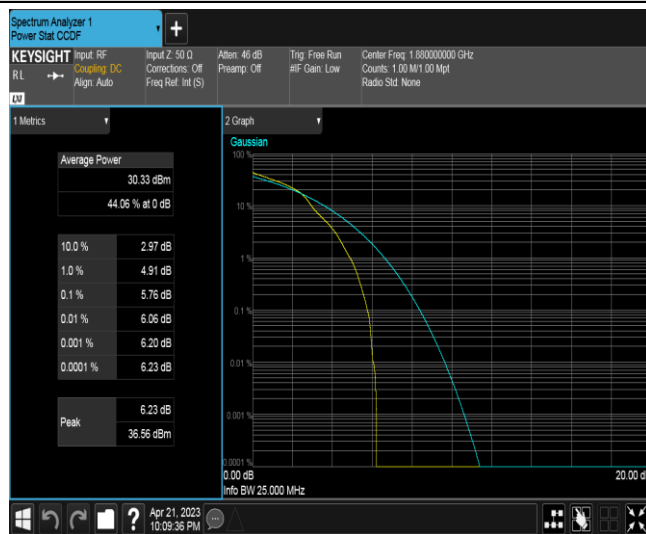 Spectrum Analyzer 1
Power Stat CCDF
+
KEYSIGHT
RL
LXI
Input: RF
Coupling: DC
Align: Auto
Input Z: 50 Ω
Corrections: Off
Freq Ref: Int (S)
Atten: 46 dB
Preamp: Off
Trig: Free Run
#IF Gain: Low
Center Freq: 1.880000000 GHz
Counts: 1.00 M/1.00 Mpt
Radio Std: None
1 Metrics
Average Power
30.33 dBm
44.06 % at 0 dB
10.0 % 2.97 dB
1.0 % 4.91 dB
0.1 % 5.76 dB
0.01 % 6.06 dB
0.001 % 6.20 dB
0.0001 % 6.23 dB
Peak
6.23 dB
36.56 dBm
2 Graph
Gaussian
100 %
10 %
1 %
0.1 %
0.01 %
0.001 %
0.0001 %
0.00 dB
20.00 d
Info BW 25.000 MHz
?
Apr 21, 2023
10:09:36 PM